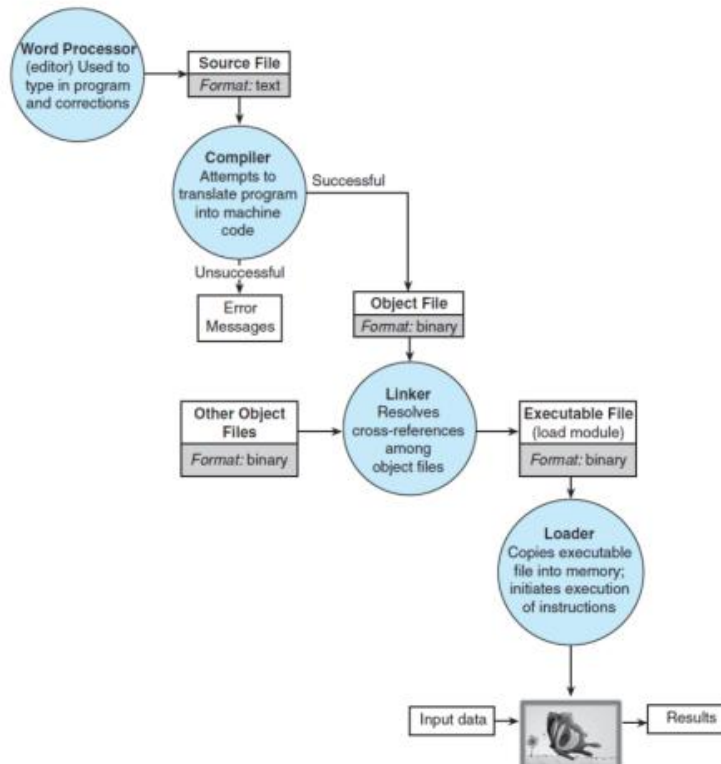 Word Processor
(editor) Used to
type in program
and corrections
Source File
Format: text
Compiler
Attempts to
translate program
into machine
code
Successful
Unsuccessful
Error
Messages
Object File
Format: binary
Other Object
Files
Format: binary
Linker
Resolves
cross-references
among
object files
Executable File
(load module)
Format: binary
Loader
Copies executable
file into memory;
initiates execution
of instructions
Input data
Results